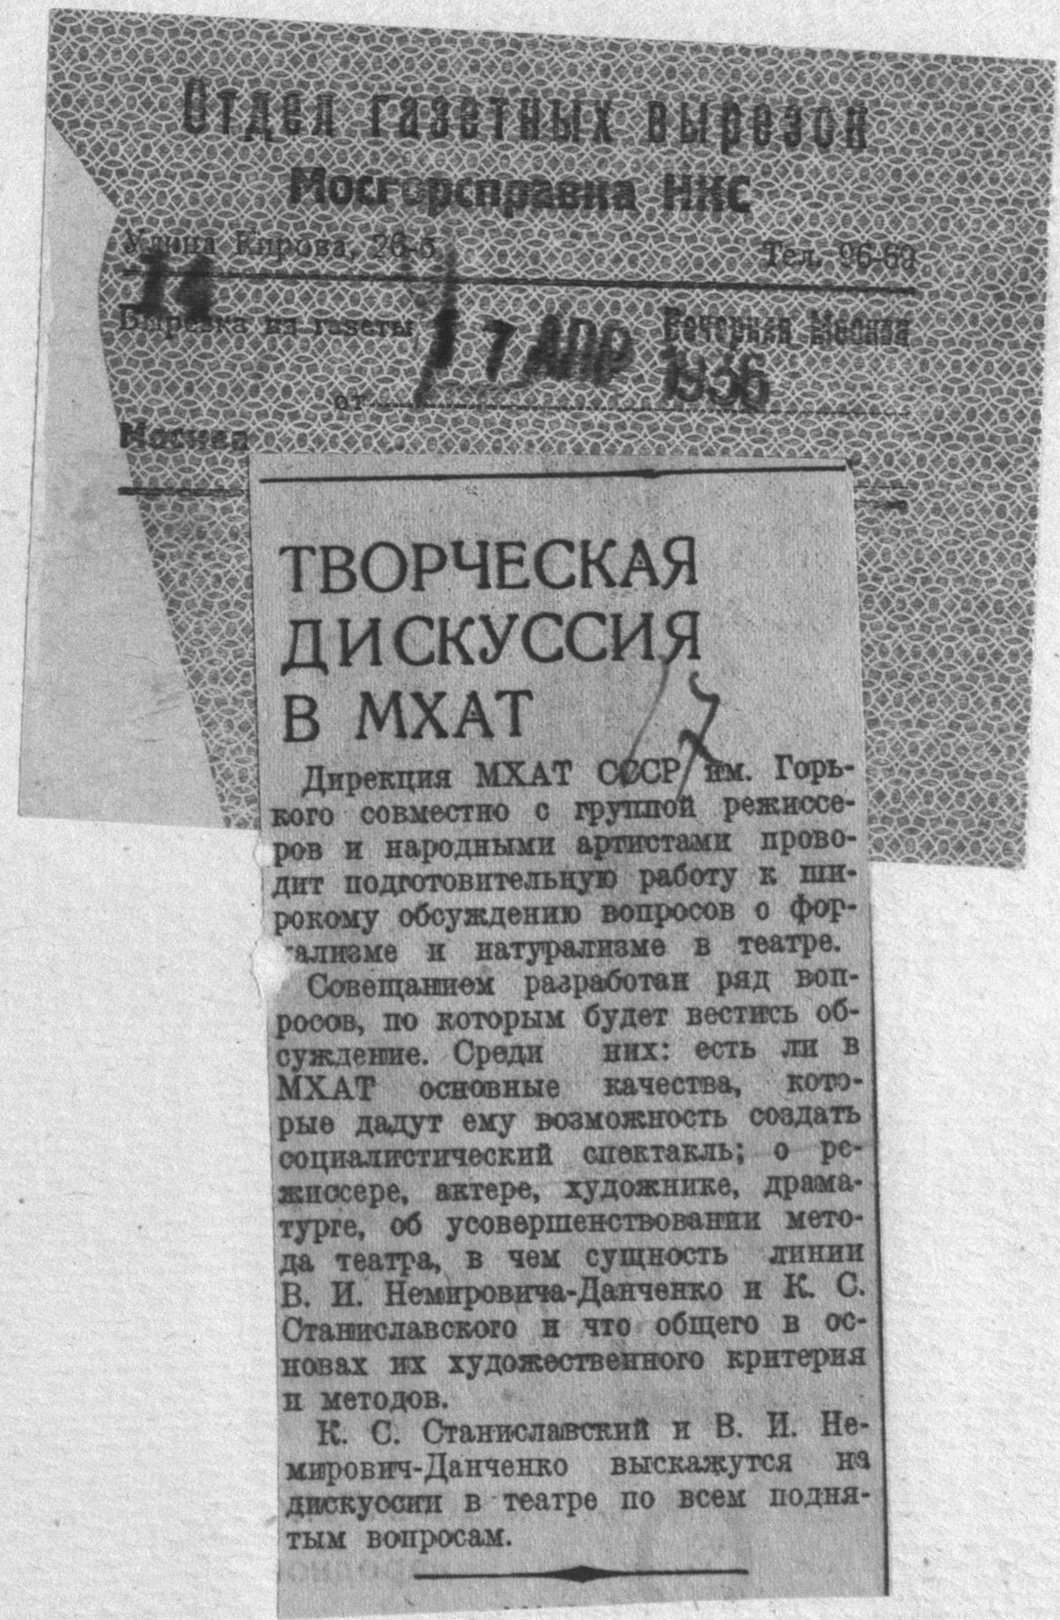 Отдел газетных вырезок
Мосгорсправка НКС
Улица Кирова, 26-б Тел. 96-69
14
Вырезка из газеты Вечерняя Москва
от 17 АПР 1936
Москва
ТВОРЧЕСКАЯ
ДИСКУССИЯ
В МХАТ
Дирекция МХАТ СССР им. Горь-
кого совместно с группой режиссе-
ров и народными артистами прово-
дит подготовительную работу к ши-
рокому обсуждению вопросов о фор-
ализме и натурализме в театре.
Совещанием разработан ряд воп-
росов, по которым будет вестись об-
суждение. Среди них: есть ли в
МХАТ основные качества, кото-
рые дадут ему возможность создать
социалистический спектакль; о ре-
жиссере, актере, художнике, драма-
турге, об усовершенствовании мето-
да театра, в чем сущность линии
В. И. Немировича-Данченко и К. С.
Станиславского и что общего в ос-
новах их художественного критерия
и методов.
К. С. Станиславский и В. И. Не-
мирович-Данченко выскажутся на
дискуссии в театре по всем подня-
тым вопросам.